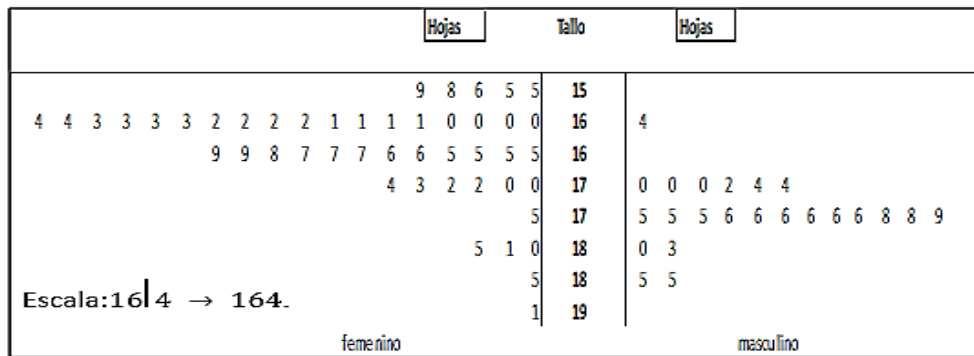 Hojas Tallo Hojas
9 8 6 5 5 15
4 4 3 3 3 3 2 2 2 2 1 1 1 1 0 0 0 0 16 4
9 9 8 7 7 7 6 6 5 5 5 5 16
4 3 2 2 0 0 17 0 0 0 2 4 4
5 17 5 5 5 6 6 6 6 6 6 8 8 9
5 1 0 18 0 3
5 18 5 5
Escala:16|4 → 164.
1 19
femenino masculino